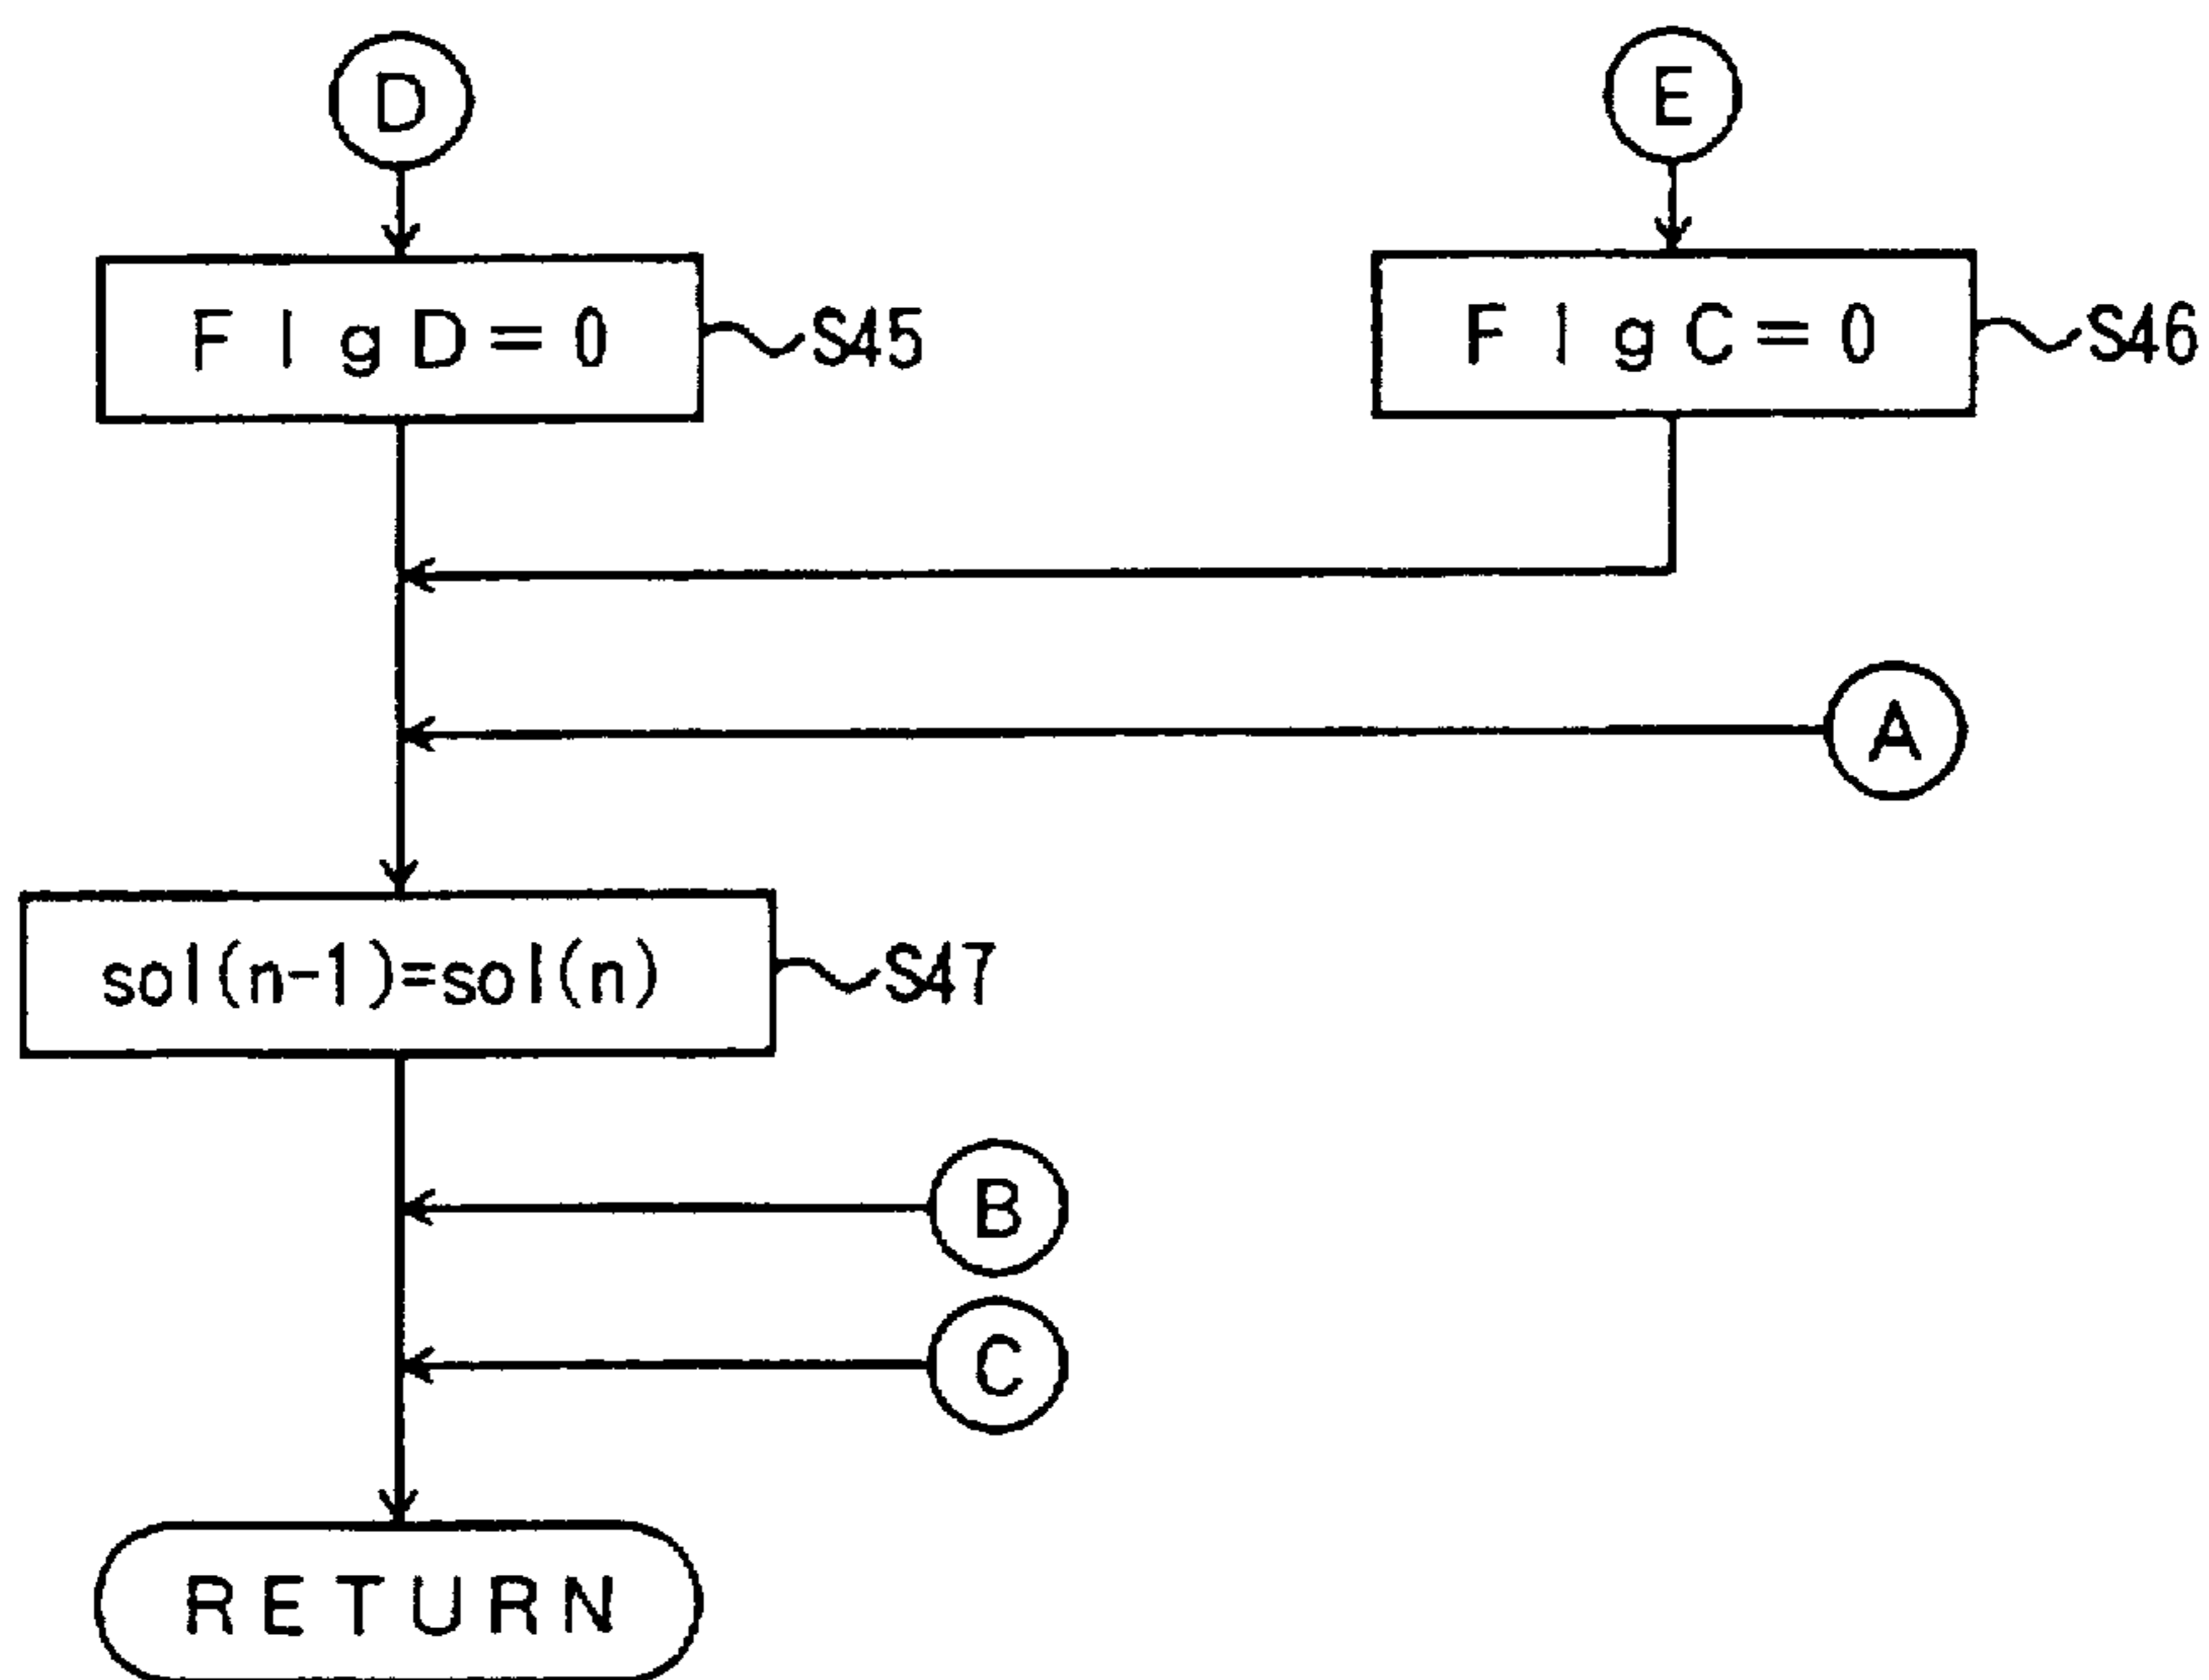 D
E
FlgD=0
S45
FlgC=0
S46
A
sol(n-1)=sol(n)
S47
B
C
RETURN